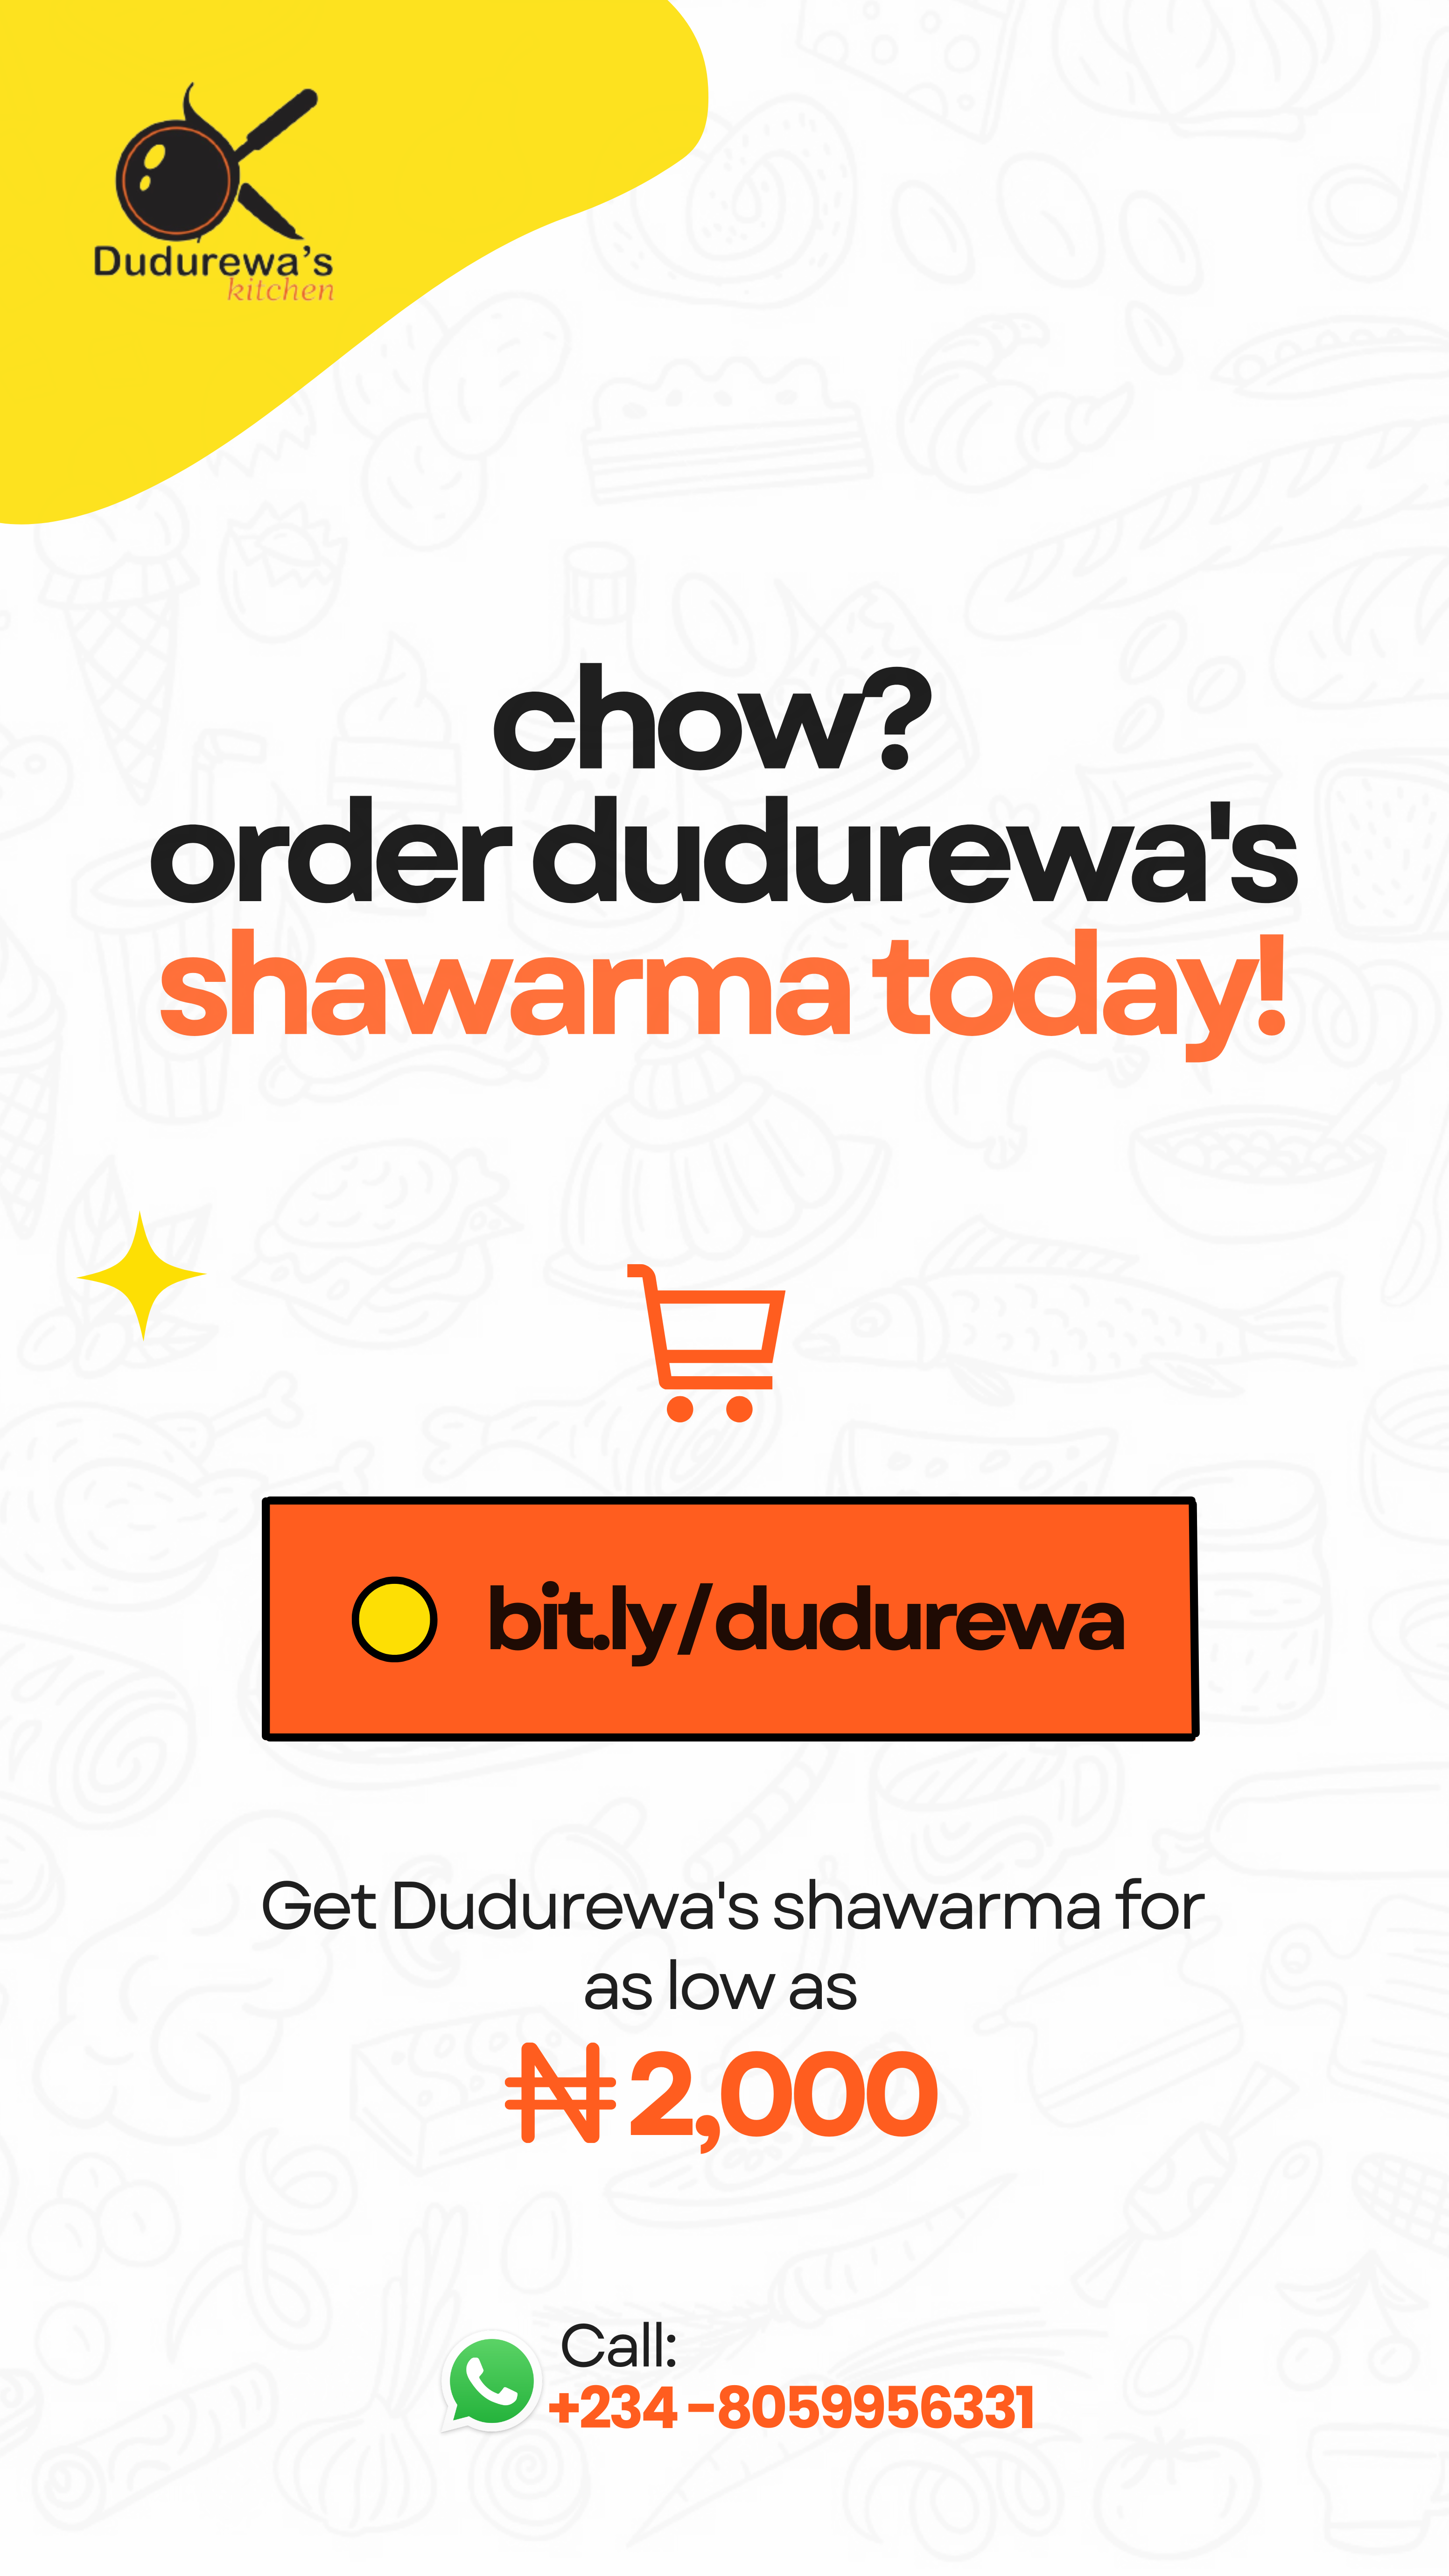 Dudurewa's
kitchen
chow?
order dudurewa's
shawarma today!
bit.ly/dudurewa
Get Dudurewa's shawarma for
as low as
₦ 2,000
Call:
+234 -8059956331